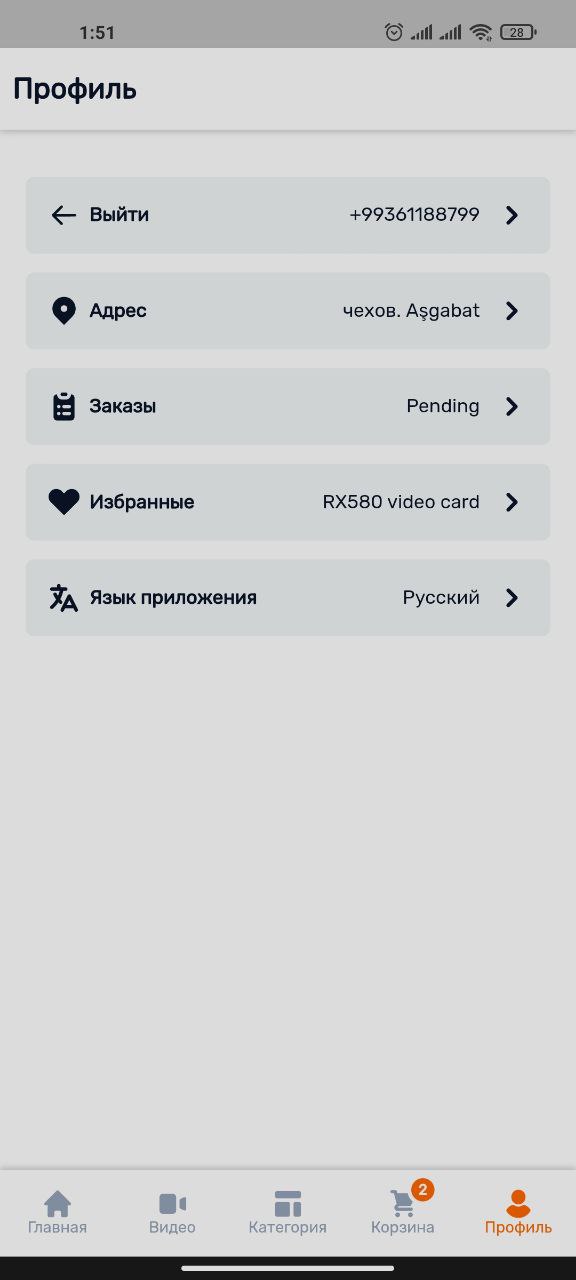 1:51
28
Профиль
Выйти +99361188799
Адрес чехов. Aşgabat
Заказы Pending
Избранные RX580 video card
Язык приложения Русский
2
Главная Видео Категория Корзина Профиль